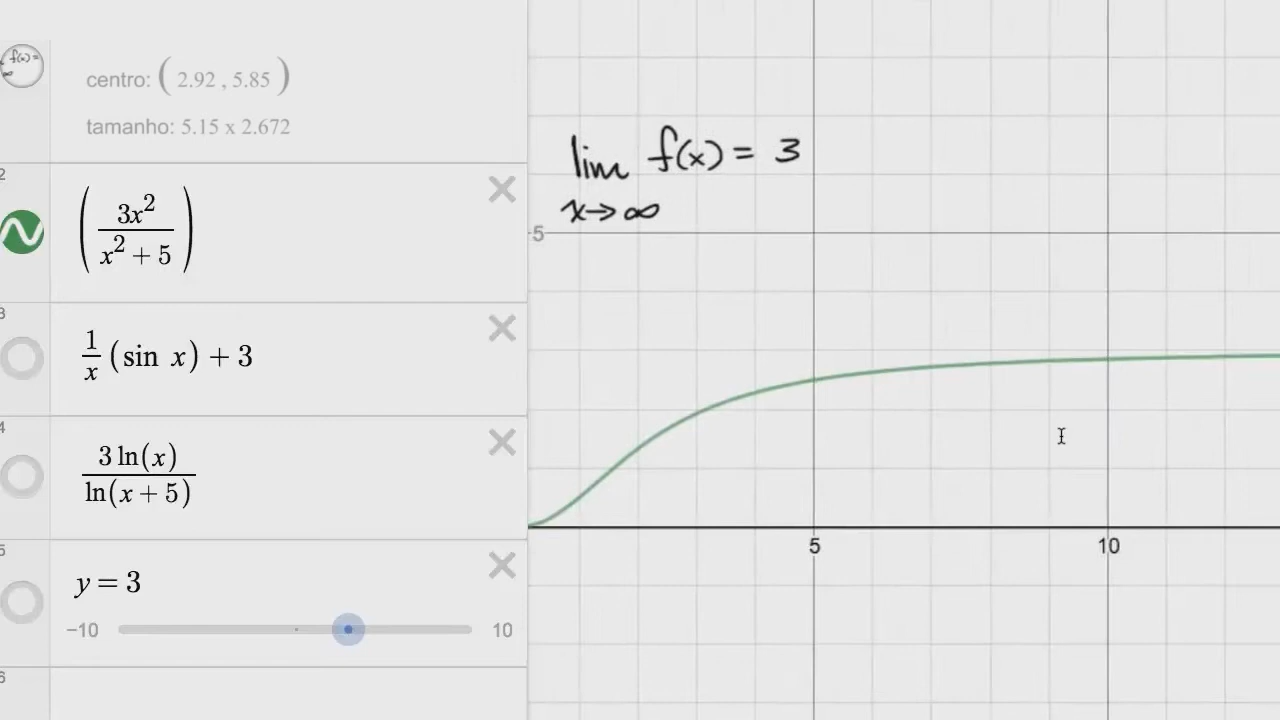 f(x)=
∞
centro: (2.92 , 5.85)
tamanho: 5.15 x 2.672
2
(3x²/(x² + 5))
3
1/x (sin x) + 3
4
3 ln(x)/ln(x + 5)
5
y = 3
−10
10
6
lim f(x) = 3
x→∞
5
5
10